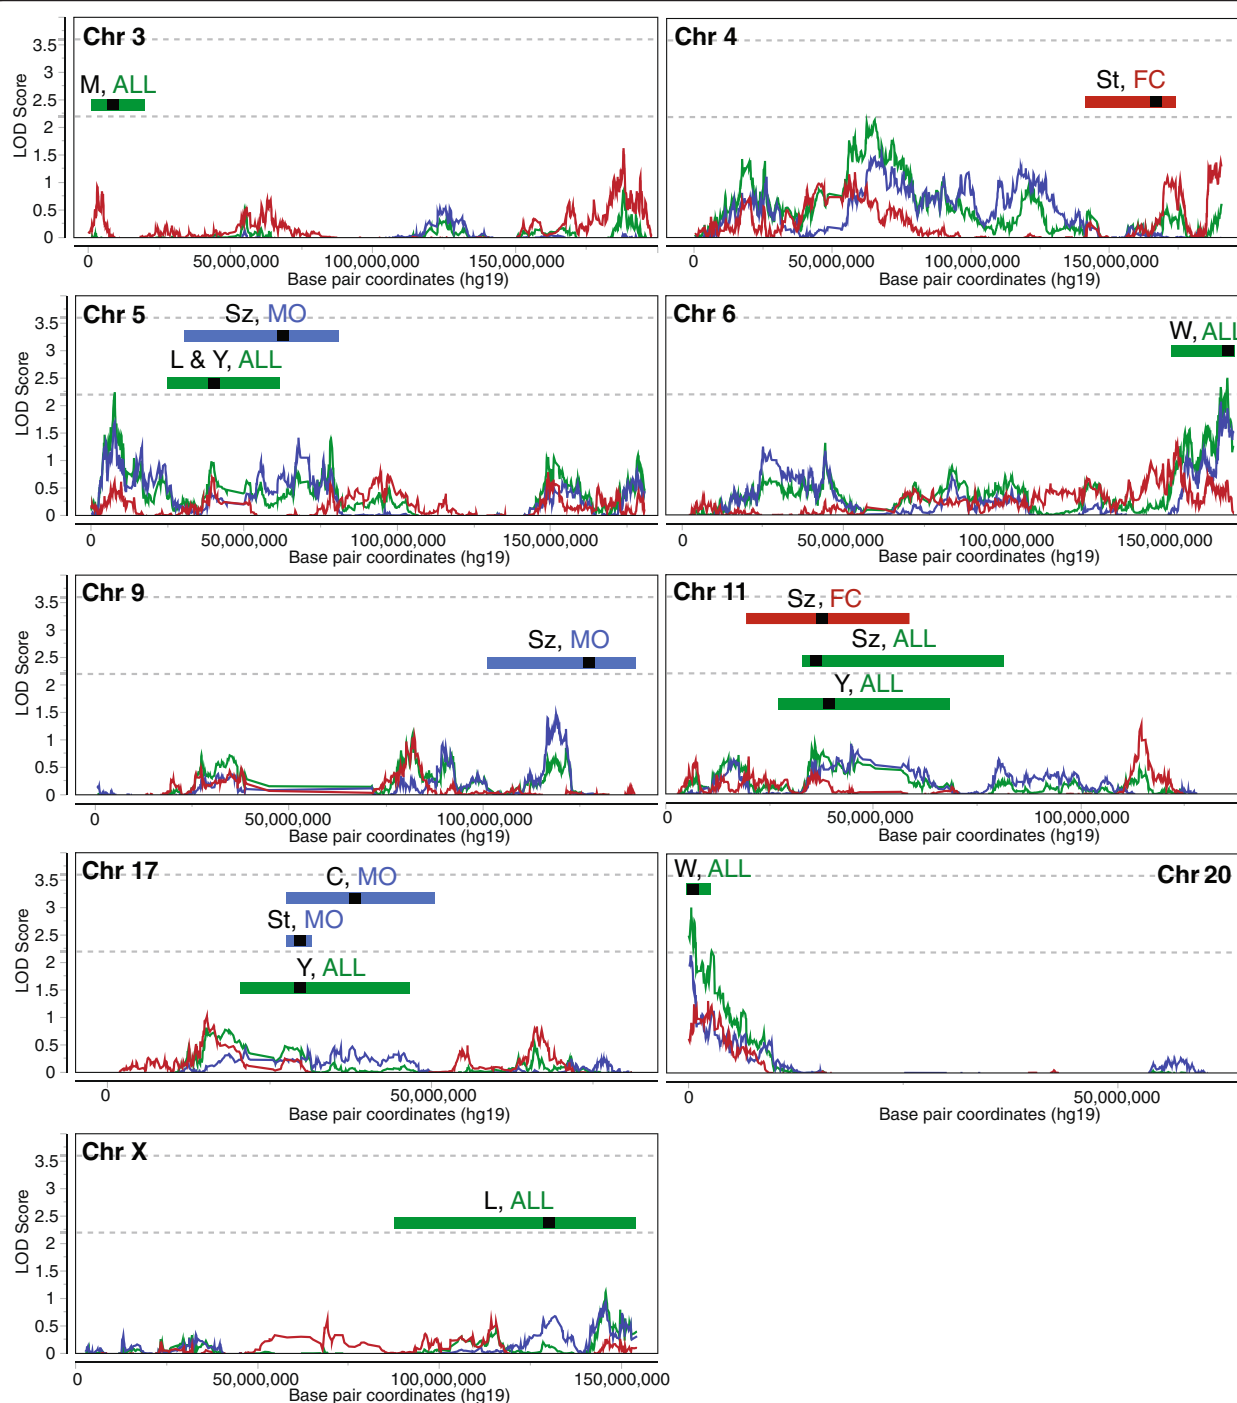 Chr 3
M, ALL
LOD Score
3.5
3
2.5
2
1.5
1
0.5
0
0 50,000,000 100,000,000 150,000,000
Base pair coordinates (hg19)
Chr 4
St, FC
0 50,000,000 100,000,000 150,000,000
Base pair coordinates (hg19)
Chr 5
Sz, MO
L & Y, ALL
LOD Score
3.5
3
2.5
2
1.5
1
0.5
0
0 50,000,000 100,000,000 150,000,000
Base pair coordinates (hg19)
Chr 6
W, ALL
0 50,000,000 100,000,000 150,000,000
Base pair coordinates (hg19)
Chr 9
Sz, MO
LOD Score
3.5
3
2.5
2
1.5
1
0.5
0
0 50,000,000 100,000,000
Base pair coordinates (hg19)
Chr 11
Sz, FC
Sz, ALL
Y, ALL
0 50,000,000 100,000,000
Base pair coordinates (hg19)
Chr 17
C, MO
St, MO
Y, ALL
LOD Score
3.5
3
2.5
2
1.5
1
0.5
0
0 50,000,000
Base pair coordinates (hg19)
W, ALL
Chr 20
0 50,000,000
Base pair coordinates (hg19)
Chr X
L, ALL
LOD Score
3.5
3
2.5
2
1.5
1
0.5
0
0 50,000,000 100,000,000 150,000,000
Base pair coordinates (hg19)